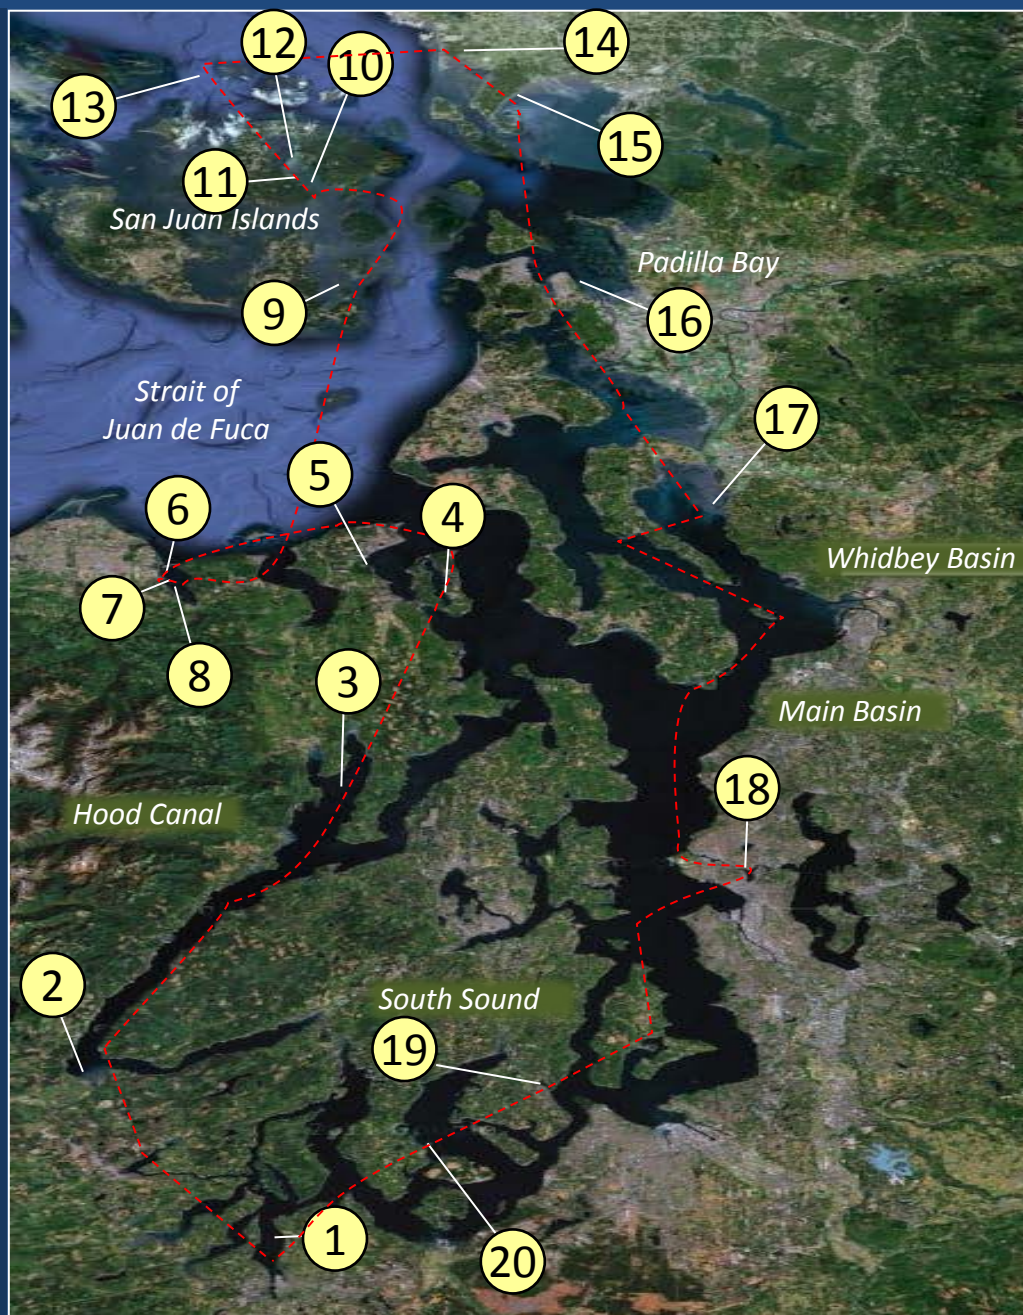 12
10
14
13
15
11
San Juan Islands
Padilla Bay
9
16
Strait of
Juan de Fuca
17
5
6
4
Whidbey Basin
7
8
3
Main Basin
18
Hood Canal
2
South Sound
19
1
20